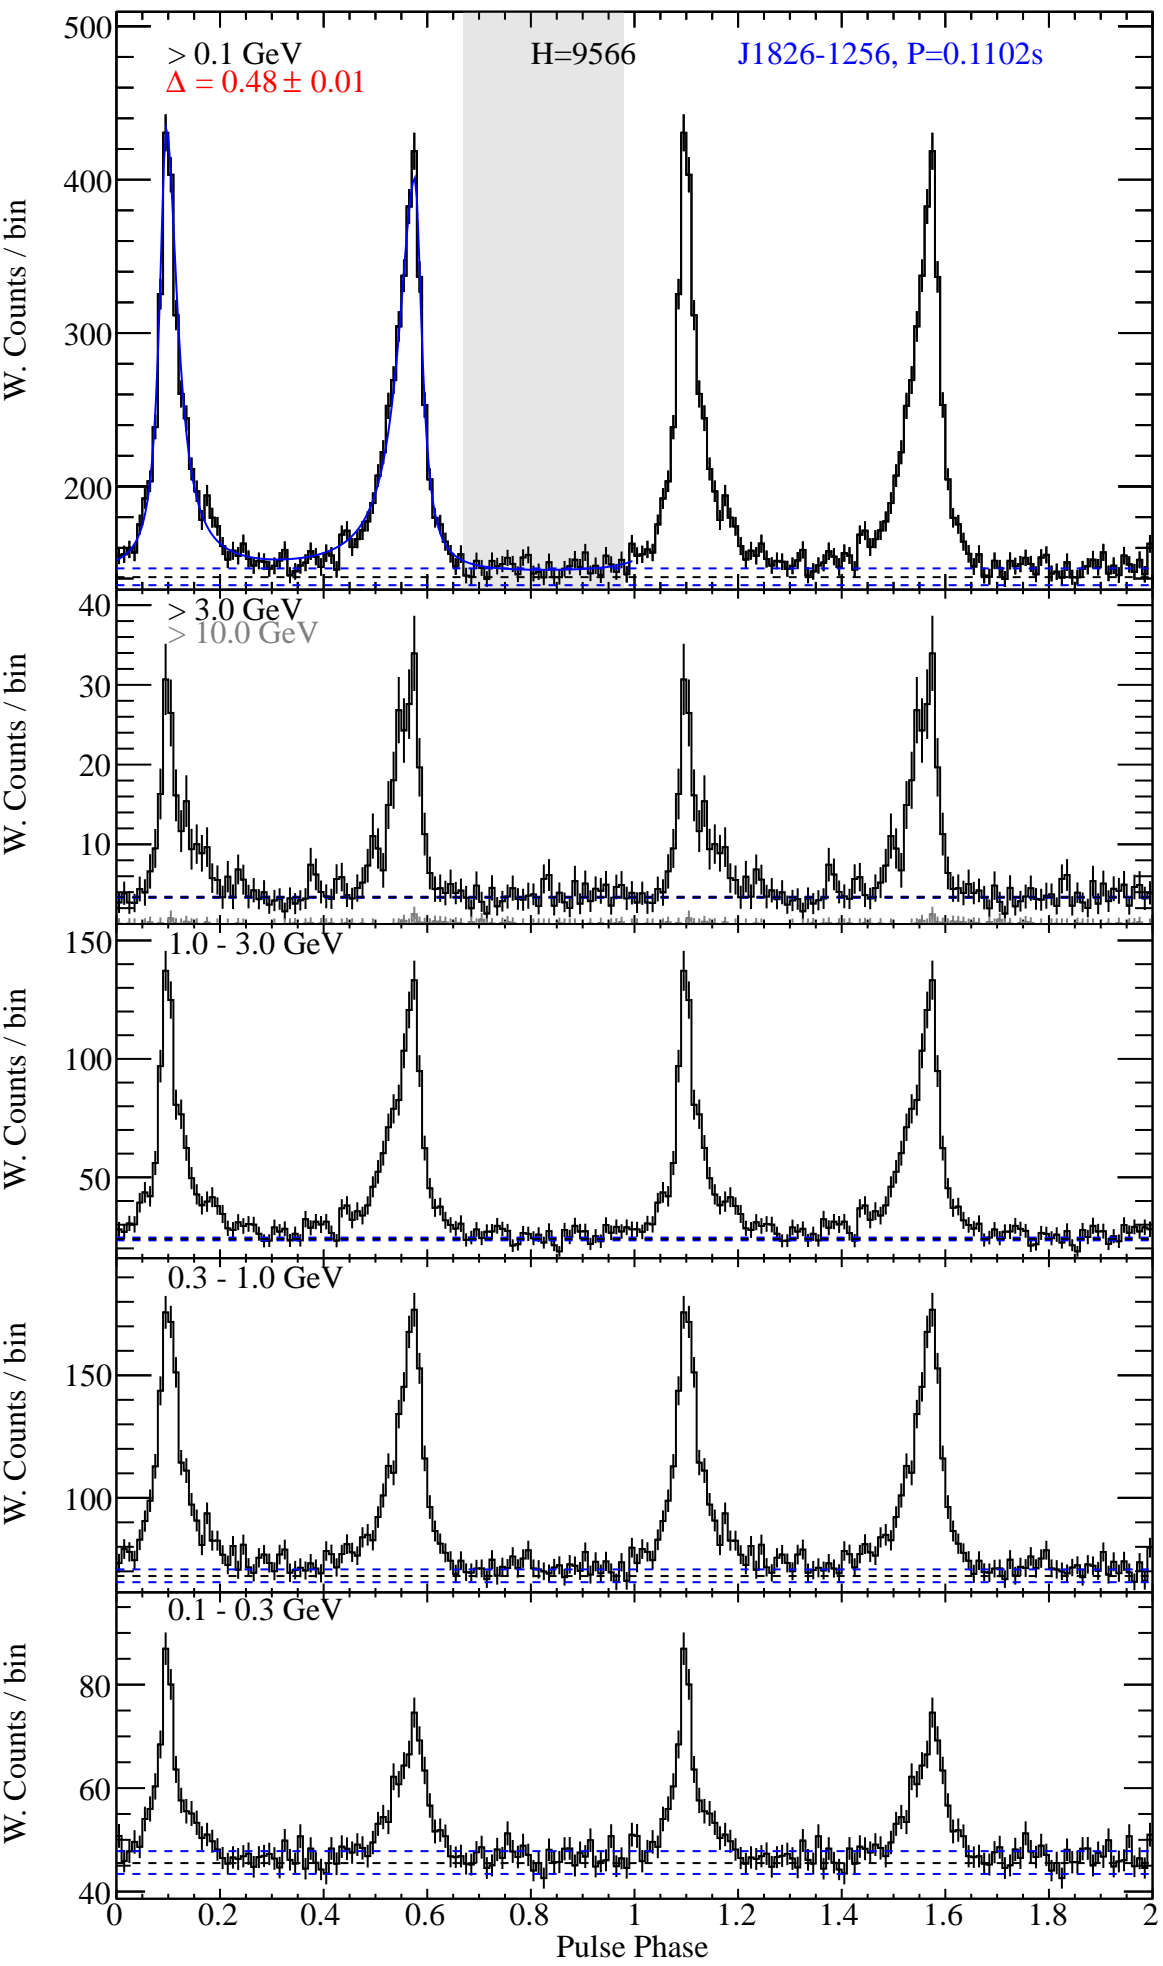 > 0.1 GeV
H=9566
J1826-1256, P=0.1102s
Δ = 0.48 ± 0.01
500
400
300
200
W. Counts / bin
> 3.0 GeV
> 10.0 GeV
40
30
20
10
W. Counts / bin
1.0 - 3.0 GeV
150
100
50
W. Counts / bin
0.3 - 1.0 GeV
150
100
W. Counts / bin
0.1 - 0.3 GeV
80
60
40
W. Counts / bin
0 0.2 0.4 0.6 0.8 1 1.2 1.4 1.6 1.8 2
Pulse Phase